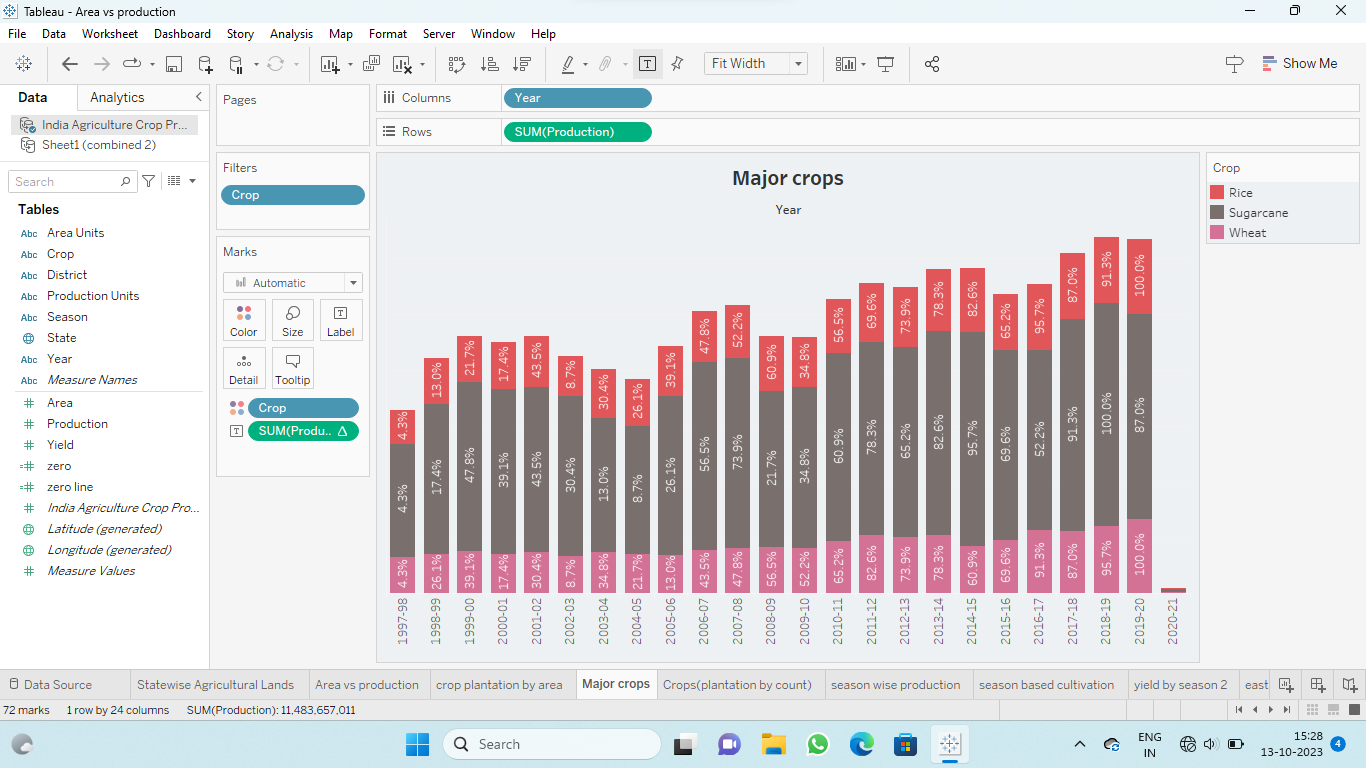 Tableau - Area vs production
File Data Worksheet Dashboard Story Analysis Map Format Server Window Help
Fit Width
Show Me
Data Analytics
India Agriculture Crop Pr...
Sheet1 (combined 2)
Search
Tables
Abc Area Units
Abc Crop
Abc District
Abc Production Units
Abc Season
State
Abc Year
Abc Measure Names
Area
Production
Yield
zero
zero line
India Agriculture Crop Pro...
Latitude (generated)
Longitude (generated)
Measure Values
Pages
Filters
Crop
Marks
Automatic
Color Size Label
Detail Tooltip
Crop
SUM(Produ.. Δ
Columns Year
Rows SUM(Production)
Major crops
Year
4.3% 13.0% 21.7% 17.4% 43.5% 8.7% 30.4% 26.1% 39.1% 47.8% 52.2% 60.9% 34.8% 56.5% 69.6% 73.9% 78.3% 82.6% 65.2% 95.7% 87.0% 91.3% 100.0%
4.3% 17.4% 47.8% 39.1% 43.5% 30.4% 13.0% 8.7% 26.1% 56.5% 73.9% 21.7% 34.8% 60.9% 78.3% 65.2% 82.6% 95.7% 69.6% 52.2% 91.3% 100.0% 87.0%
4.3% 26.1% 39.1% 17.4% 30.4% 8.7% 34.8% 21.7% 13.0% 43.5% 47.8% 56.5% 52.2% 65.2% 82.6% 73.9% 78.3% 60.9% 69.6% 91.3% 87.0% 95.7% 100.0%
1997-98 1998-99 1999-00 2000-01 2001-02 2002-03 2003-04 2004-05 2005-06 2006-07 2007-08 2008-09 2009-10 2010-11 2011-12 2012-13 2013-14 2014-15 2015-16 2016-17 2017-18 2018-19 2019-20 2020-21
Crop
Rice
Sugarcane
Wheat
Data Source Statewise Agricultural Lands Area vs production crop plantation by area Major crops Crops(plantation by count) season wise production season based cultivation yield by season 2 east
72 marks 1 row by 24 columns SUM(Production): 11,483,657,011
Search
ENG
IN
15:28
13-10-2023
4